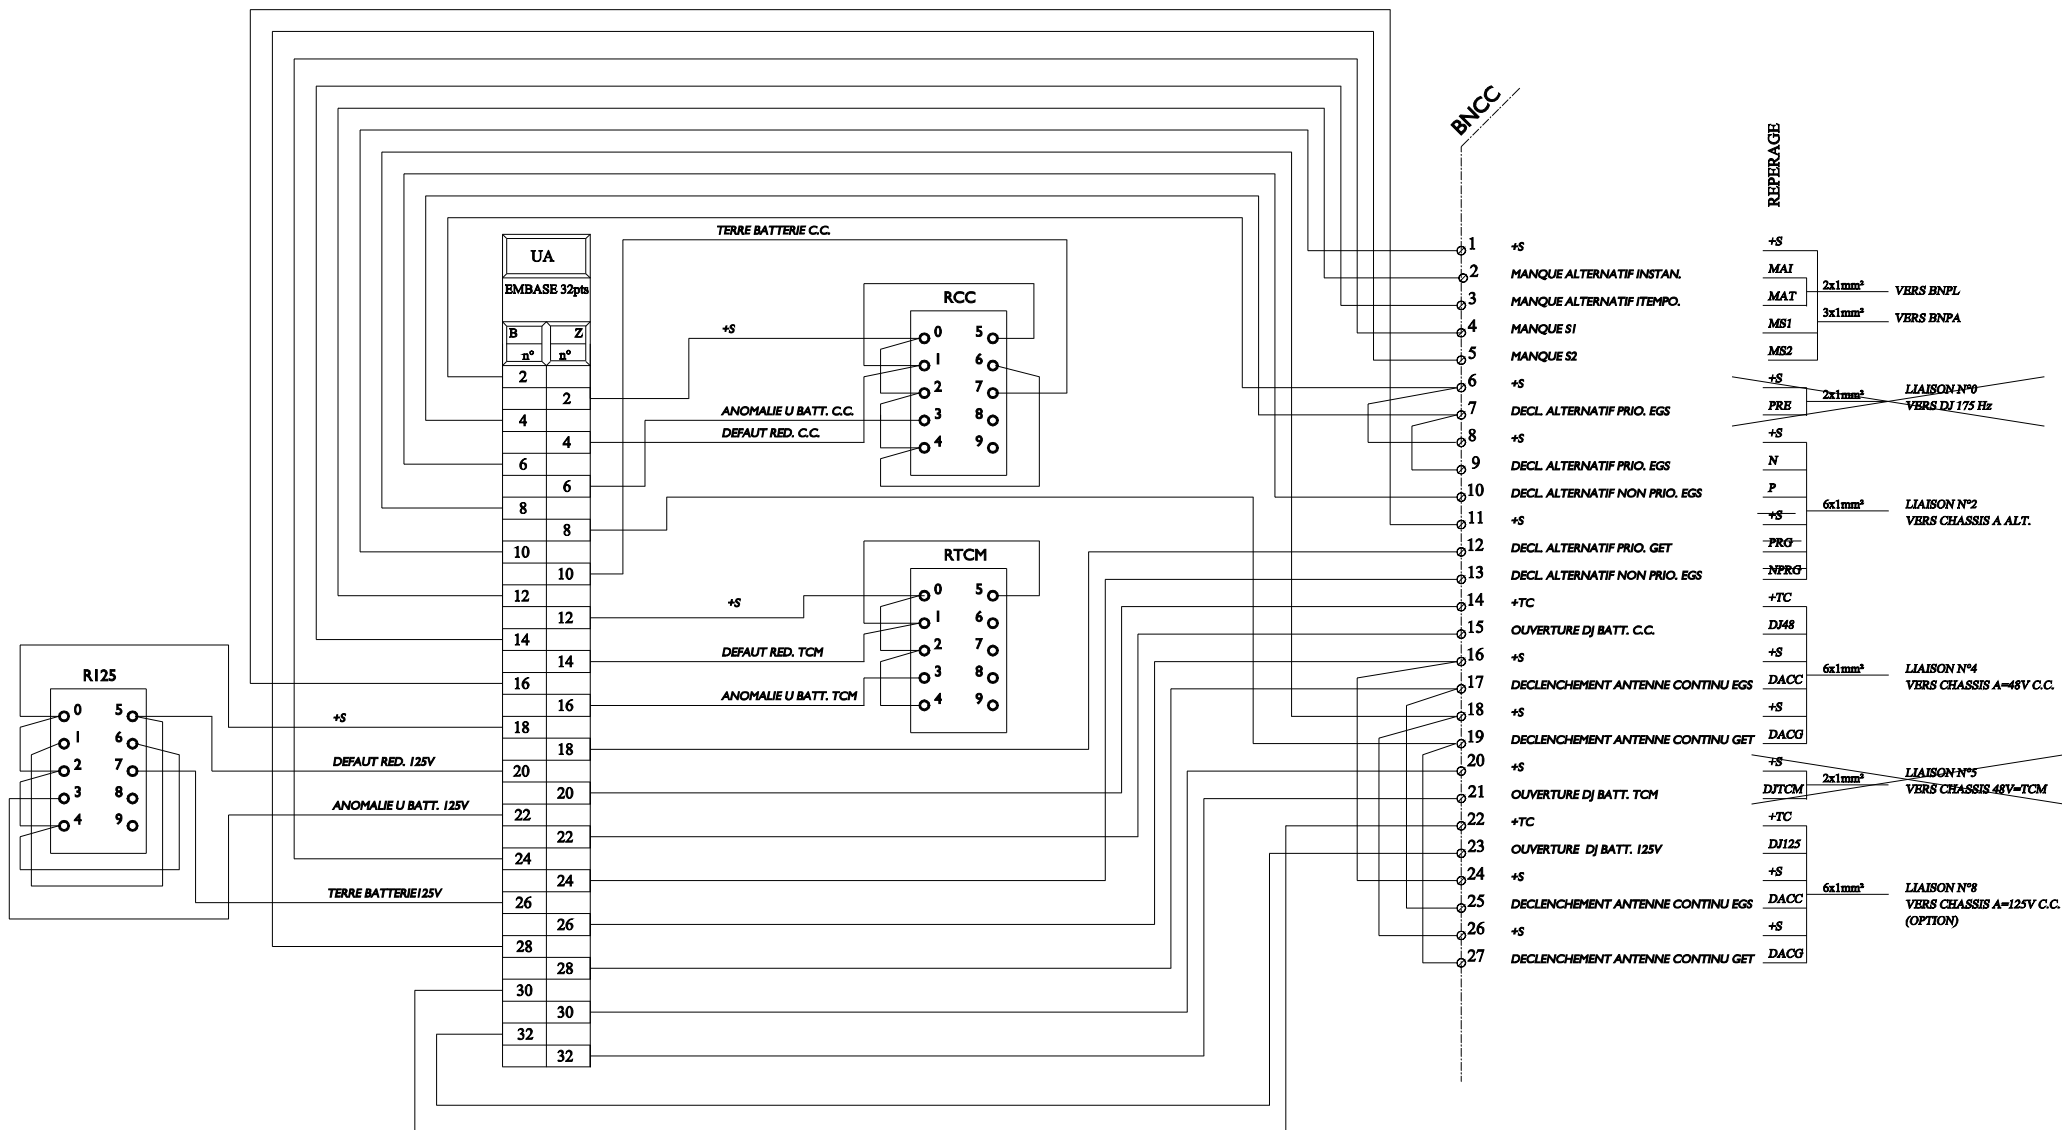 BNCC
REPERAGE
TERRE BATTERIE C.C.
UA
EMBASE 32pts
B
Z
n°
n°
2
2
4
4
6
6
8
8
10
10
12
12
14
14
16
16
18
18
20
20
22
22
24
24
26
26
28
28
30
30
32
32
+S
ANOMALIE U BATT. C.C.
DEFAUT RED. C.C.
+S
DEFAUT RED. TCM
ANOMALIE U BATT. TCM
RCC
0 5
1 6
2 7
3 8
4 9
RTCM
0 5
1 6
2 7
3 8
4 9
R125
0 5
1 6
2 7
3 8
4 9
+S
DEFAUT RED. 125V
ANOMALIE U BATT. 125V
TERRE BATTERIE125V
1 +S +S
2 MANQUE ALTERNATIF INSTAN. MAI
3 MANQUE ALTERNATIF ITEMPO. MAT
4 MANQUE S1 MS1
5 MANQUE S2 MS2
6 +S +S
7 DECL. ALTERNATIF PRIO. EGS PRE
8 +S +S
9 DECL. ALTERNATIF PRIO. EGS N
10 DECL. ALTERNATIF NON PRIO. EGS P
11 +S +S
12 DECL. ALTERNATIF PRIO. GET PRG
13 DECL. ALTERNATIF NON PRIO. EGS NPRG
14 +TC +TC
15 OUVERTURE DJ BATT. C.C. DJ48
16 +S +S
17 DECLENCHEMENT ANTENNE CONTINU EGS DACC
18 +S +S
19 DECLENCHEMENT ANTENNE CONTINU GET DACG
20 +S +S
21 OUVERTURE DJ BATT. TCM DJTCM
22 +TC +TC
23 OUVERTURE DJ BATT. 125V DJ125
24 +S +S
25 DECLENCHEMENT ANTENNE CONTINU EGS DACC
26 +S +S
27 DECLENCHEMENT ANTENNE CONTINU GET DACG
2x1mm² VERS BNPL
3x1mm² VERS BNPA
2x1mm² LIAISON N°0
VERS DJ 175 Hz
6x1mm² LIAISON N°2
VERS CHASSIS A ALT.
6x1mm² LIAISON N°4
VERS CHASSIS A=48V C.C.
2x1mm² LIAISON N°5
VERS CHASSIS 48V=TCM
6x1mm² LIAISON N°8
VERS CHASSIS A=125V C.C.
(OPTION)